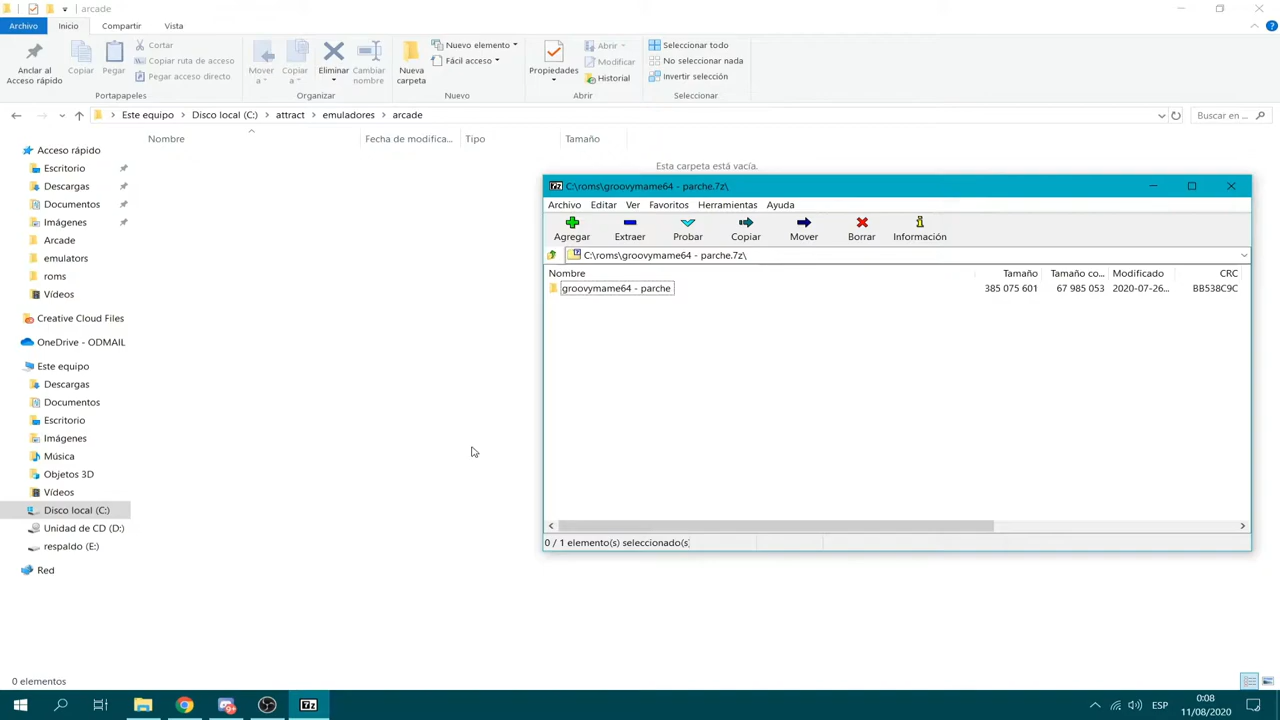 arcade
Archivo Inicio Compartir Vista
Anclar al Acceso rápido
Copiar
Pegar
Cortar
Copiar ruta de acceso
Pegar acceso directo
Portapapeles
Mover a
Copiar a
Eliminar
Cambiar nombre
Organizar
Nueva carpeta
Nuevo elemento
Fácil acceso
Nuevo
Propiedades
Abrir
Modificar
Historial
Abrir
Seleccionar todo
No seleccionar nada
Invertir selección
Seleccionar
Este equipo > Disco local (C:) > attract > emuladores > arcade
Buscar en ...
Nombre Fecha de modifica... Tipo Tamaño
Esta carpeta está vacía.
Acceso rápido
Escritorio
Descargas
Documentos
Imágenes
Arcade
emulators
roms
Vídeos
Creative Cloud Files
OneDrive - ODMAIL
Este equipo
Descargas
Documentos
Escritorio
Imágenes
Música
Objetos 3D
Vídeos
Disco local (C:)
Unidad de CD (D:)
respaldo (E:)
Red
C:\roms\groovymame64 - parche.7z\
Archivo Editar Ver Favoritos Herramientas Ayuda
Agregar Extraer Probar Copiar Mover Borrar Información
C:\roms\groovymame64 - parche.7z\
Nombre Tamaño Tamaño co... Modificado CRC
groovymame64 - parche 385 075 601 67 985 053 2020-07-26... BB538C9C
0 / 1 elemento(s) seleccionado(s)
0 elementos
7z
ESP
0:08
11/08/2020